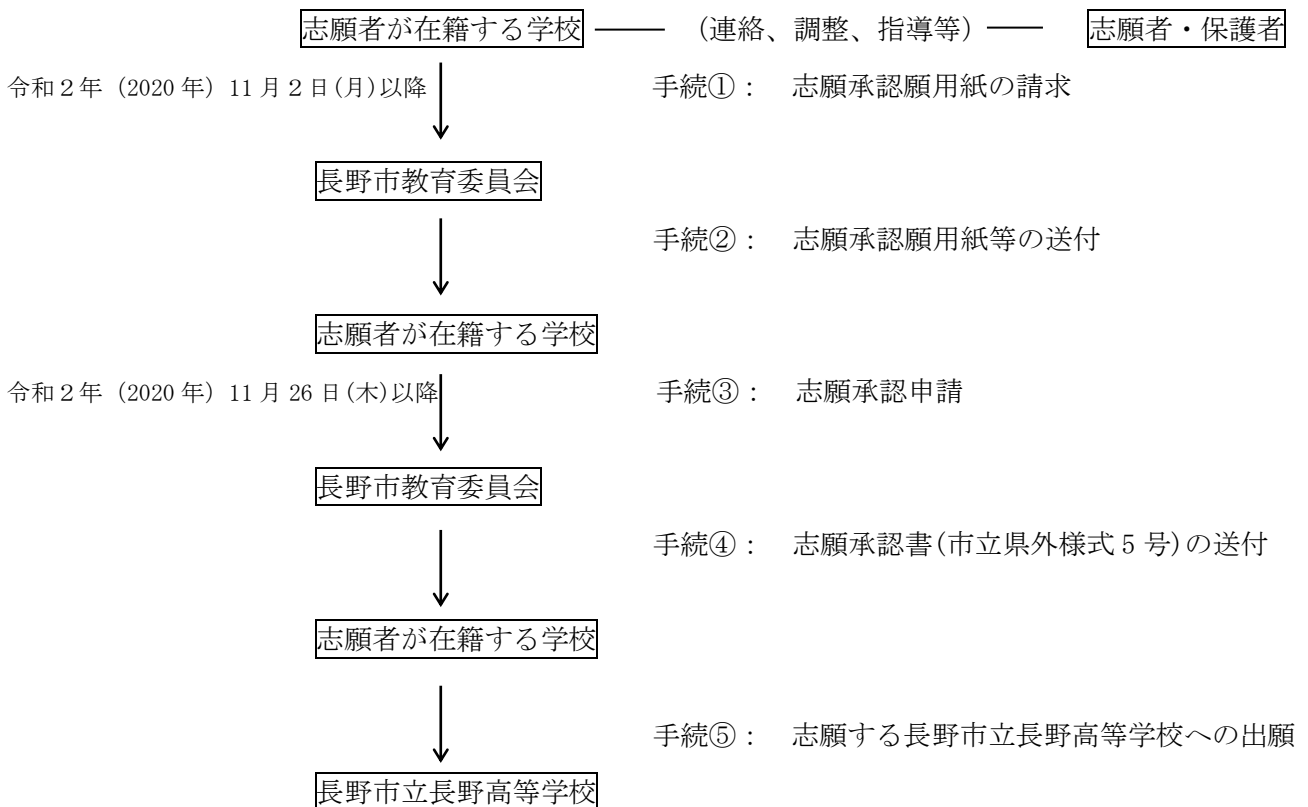 志願者が在籍する学校 ―― (連絡、調整、指導等) ―― 志願者・保護者
令和2年 (2020 年) 11 月 2 日(月)以降 手続①： 志願承認願用紙の請求
長野市教育委員会
手続②： 志願承認願用紙等の送付
志願者が在籍する学校
令和2年 (2020 年) 11 月 26 日(木)以降 手続③： 志願承認申請
長野市教育委員会
手続④： 志願承認書(市立県外様式 5 号)の送付
志願者が在籍する学校
手続⑤： 志願する長野市立長野高等学校への出願
長野市立長野高等学校